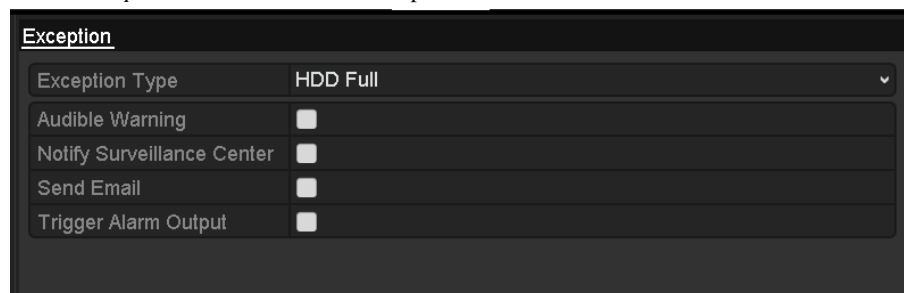 Exception
Exception Type HDD Full
Audible Warning
Notify Surveillance Center
Send Email
Trigger Alarm Output